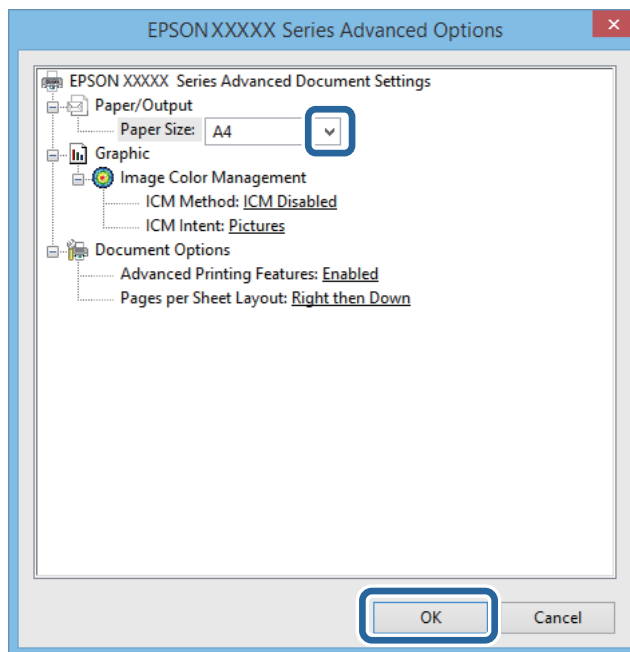 EPSON XXXXX Series Advanced Options
EPSON XXXXX Series Advanced Document Settings
Paper/Output
Paper Size: A4
Graphic
Image Color Management
ICM Method: ICM Disabled
ICM Intent: Pictures
Document Options
Advanced Printing Features: Enabled
Pages per Sheet Layout: Right then Down
OK Cancel